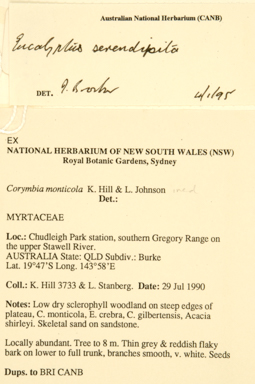 Australian National Herbarium (CANB)
Eucalyptus serendipita
DET. 4/1/95
EX
NATIONAL HERBARIUM OF NEW SOUTH WALES (NSW)
Royal Botanic Gardens, Sydney
Corymbia monticola K. Hill & L. Johnson ined
Det.:
MYRTACEAE
Loc.: Chudleigh Park station, southern Gregory Range on
the upper Stawell River.
AUSTRALIA State: QLD Subdiv.: Burke
Lat. 19°47'S Long. 143°58'E
Coll.: K. Hill 3733 & L. Stanberg. Date: 29 Jul 1990
Notes: Low dry sclerophyll woodland on steep edges of
plateau, C. monticola, E. crebra, C. gilbertensis, Acacia
shirleyi. Skeletal sand on sandstone.
Locally abundant. Tree to 8 m. Thin grey & reddish flaky
bark on lower to full trunk, branches smooth, v. white. Seeds
Dups. to BRI CANB